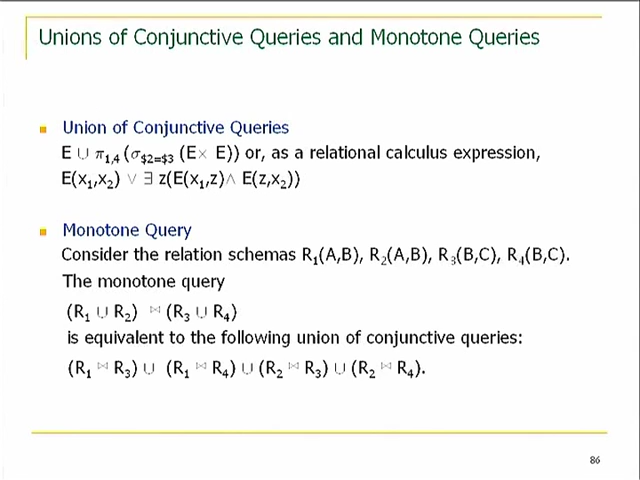 Unions of Conjunctive Queries and Monotone Queries
Union of Conjunctive Queries
E ∪ π1,4 (σ$2=$3 (E× E)) or, as a relational calculus expression,
E(x1,x2) ∨ ∃ z(E(x1,z)∧ E(z,x2))
Monotone Query
Consider the relation schemas R1(A,B), R2(A,B), R3(B,C), R4(B,C).
The monotone query
(R1 ∪ R2) ⋈ (R3 ∪ R4)
is equivalent to the following union of conjunctive queries:
(R1 ⋈ R3) ∪ (R1 ⋈ R4) ∪ (R2 ⋈ R3) ∪ (R2 ⋈ R4).
86